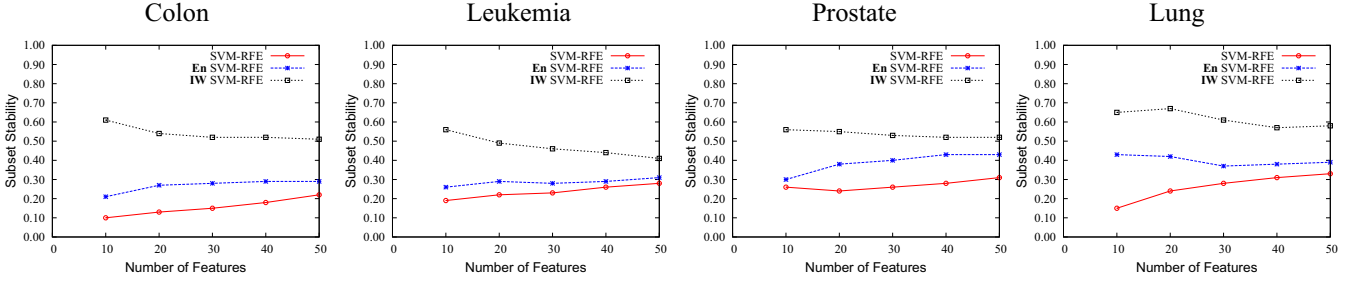 Colon
Subset Stability
1.00
0.90
0.80
0.70
0.60
0.50
0.40
0.30
0.20
0.10
0.00
SVM-RFE
En SVM-RFE
IW SVM-RFE
0 10 20 30 40 50
Number of Features
Leukemia
Subset Stability
1.00
0.90
0.80
0.70
0.60
0.50
0.40
0.30
0.20
0.10
0.00
SVM-RFE
En SVM-RFE
IW SVM-RFE
0 10 20 30 40 50
Number of Features
Prostate
Subset Stability
1.00
0.90
0.80
0.70
0.60
0.50
0.40
0.30
0.20
0.10
0.00
SVM-RFE
En SVM-RFE
IW SVM-RFE
0 10 20 30 40 50
Number of Features
Lung
Subset Stability
1.00
0.90
0.80
0.70
0.60
0.50
0.40
0.30
0.20
0.10
0.00
SVM-RFE
En SVM-RFE
IW SVM-RFE
0 10 20 30 40 50
Number of Features